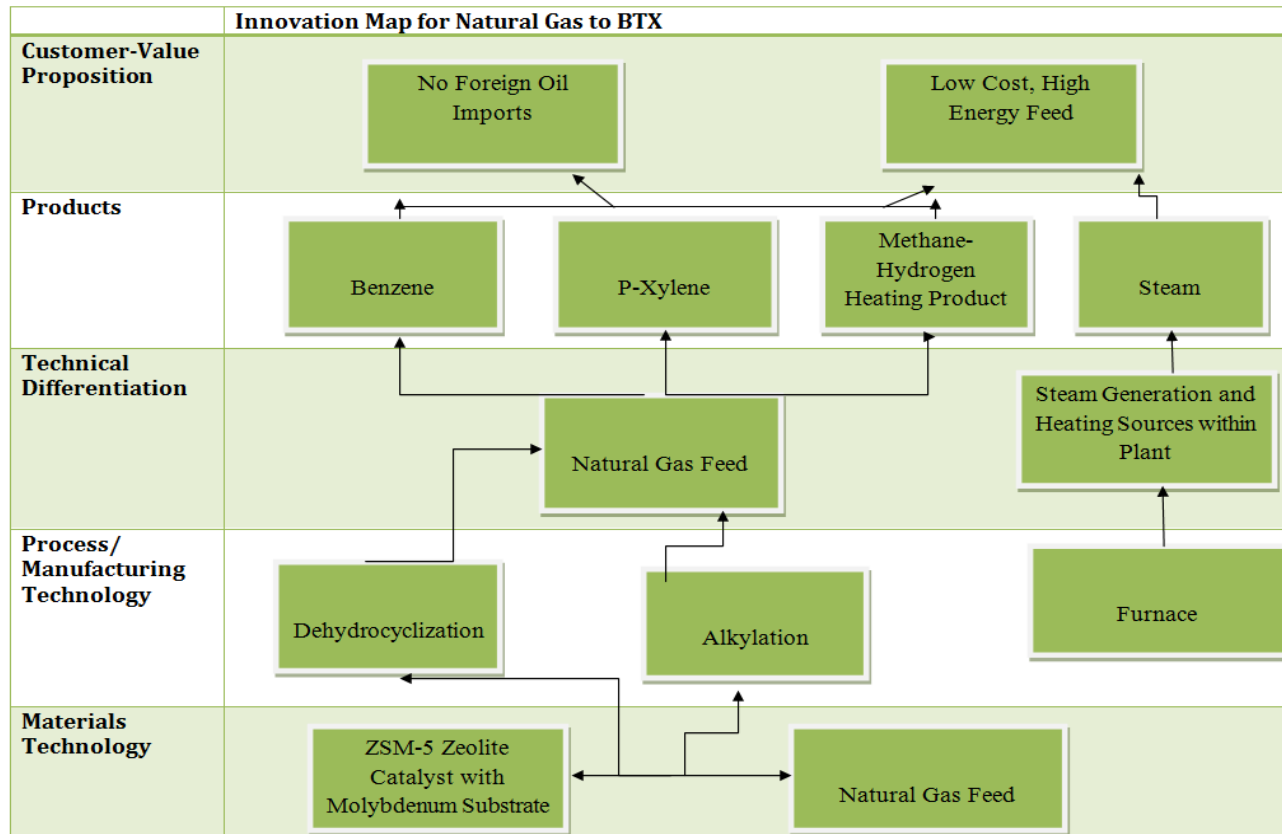 Innovation Map for Natural Gas to BTX
Customer-Value
Proposition
No Foreign Oil
Imports
Low Cost, High
Energy Feed
Products
Benzene
P-Xylene
Methane-
Hydrogen
Heating Product
Steam
Technical
Differentiation
Natural Gas Feed
Steam Generation and
Heating Sources within
Plant
Process/
Manufacturing
Technology
Dehydrocyclization
Alkylation
Furnace
Materials
Technology
ZSM-5 Zeolite
Catalyst with
Molybdenum Substrate
Natural Gas Feed